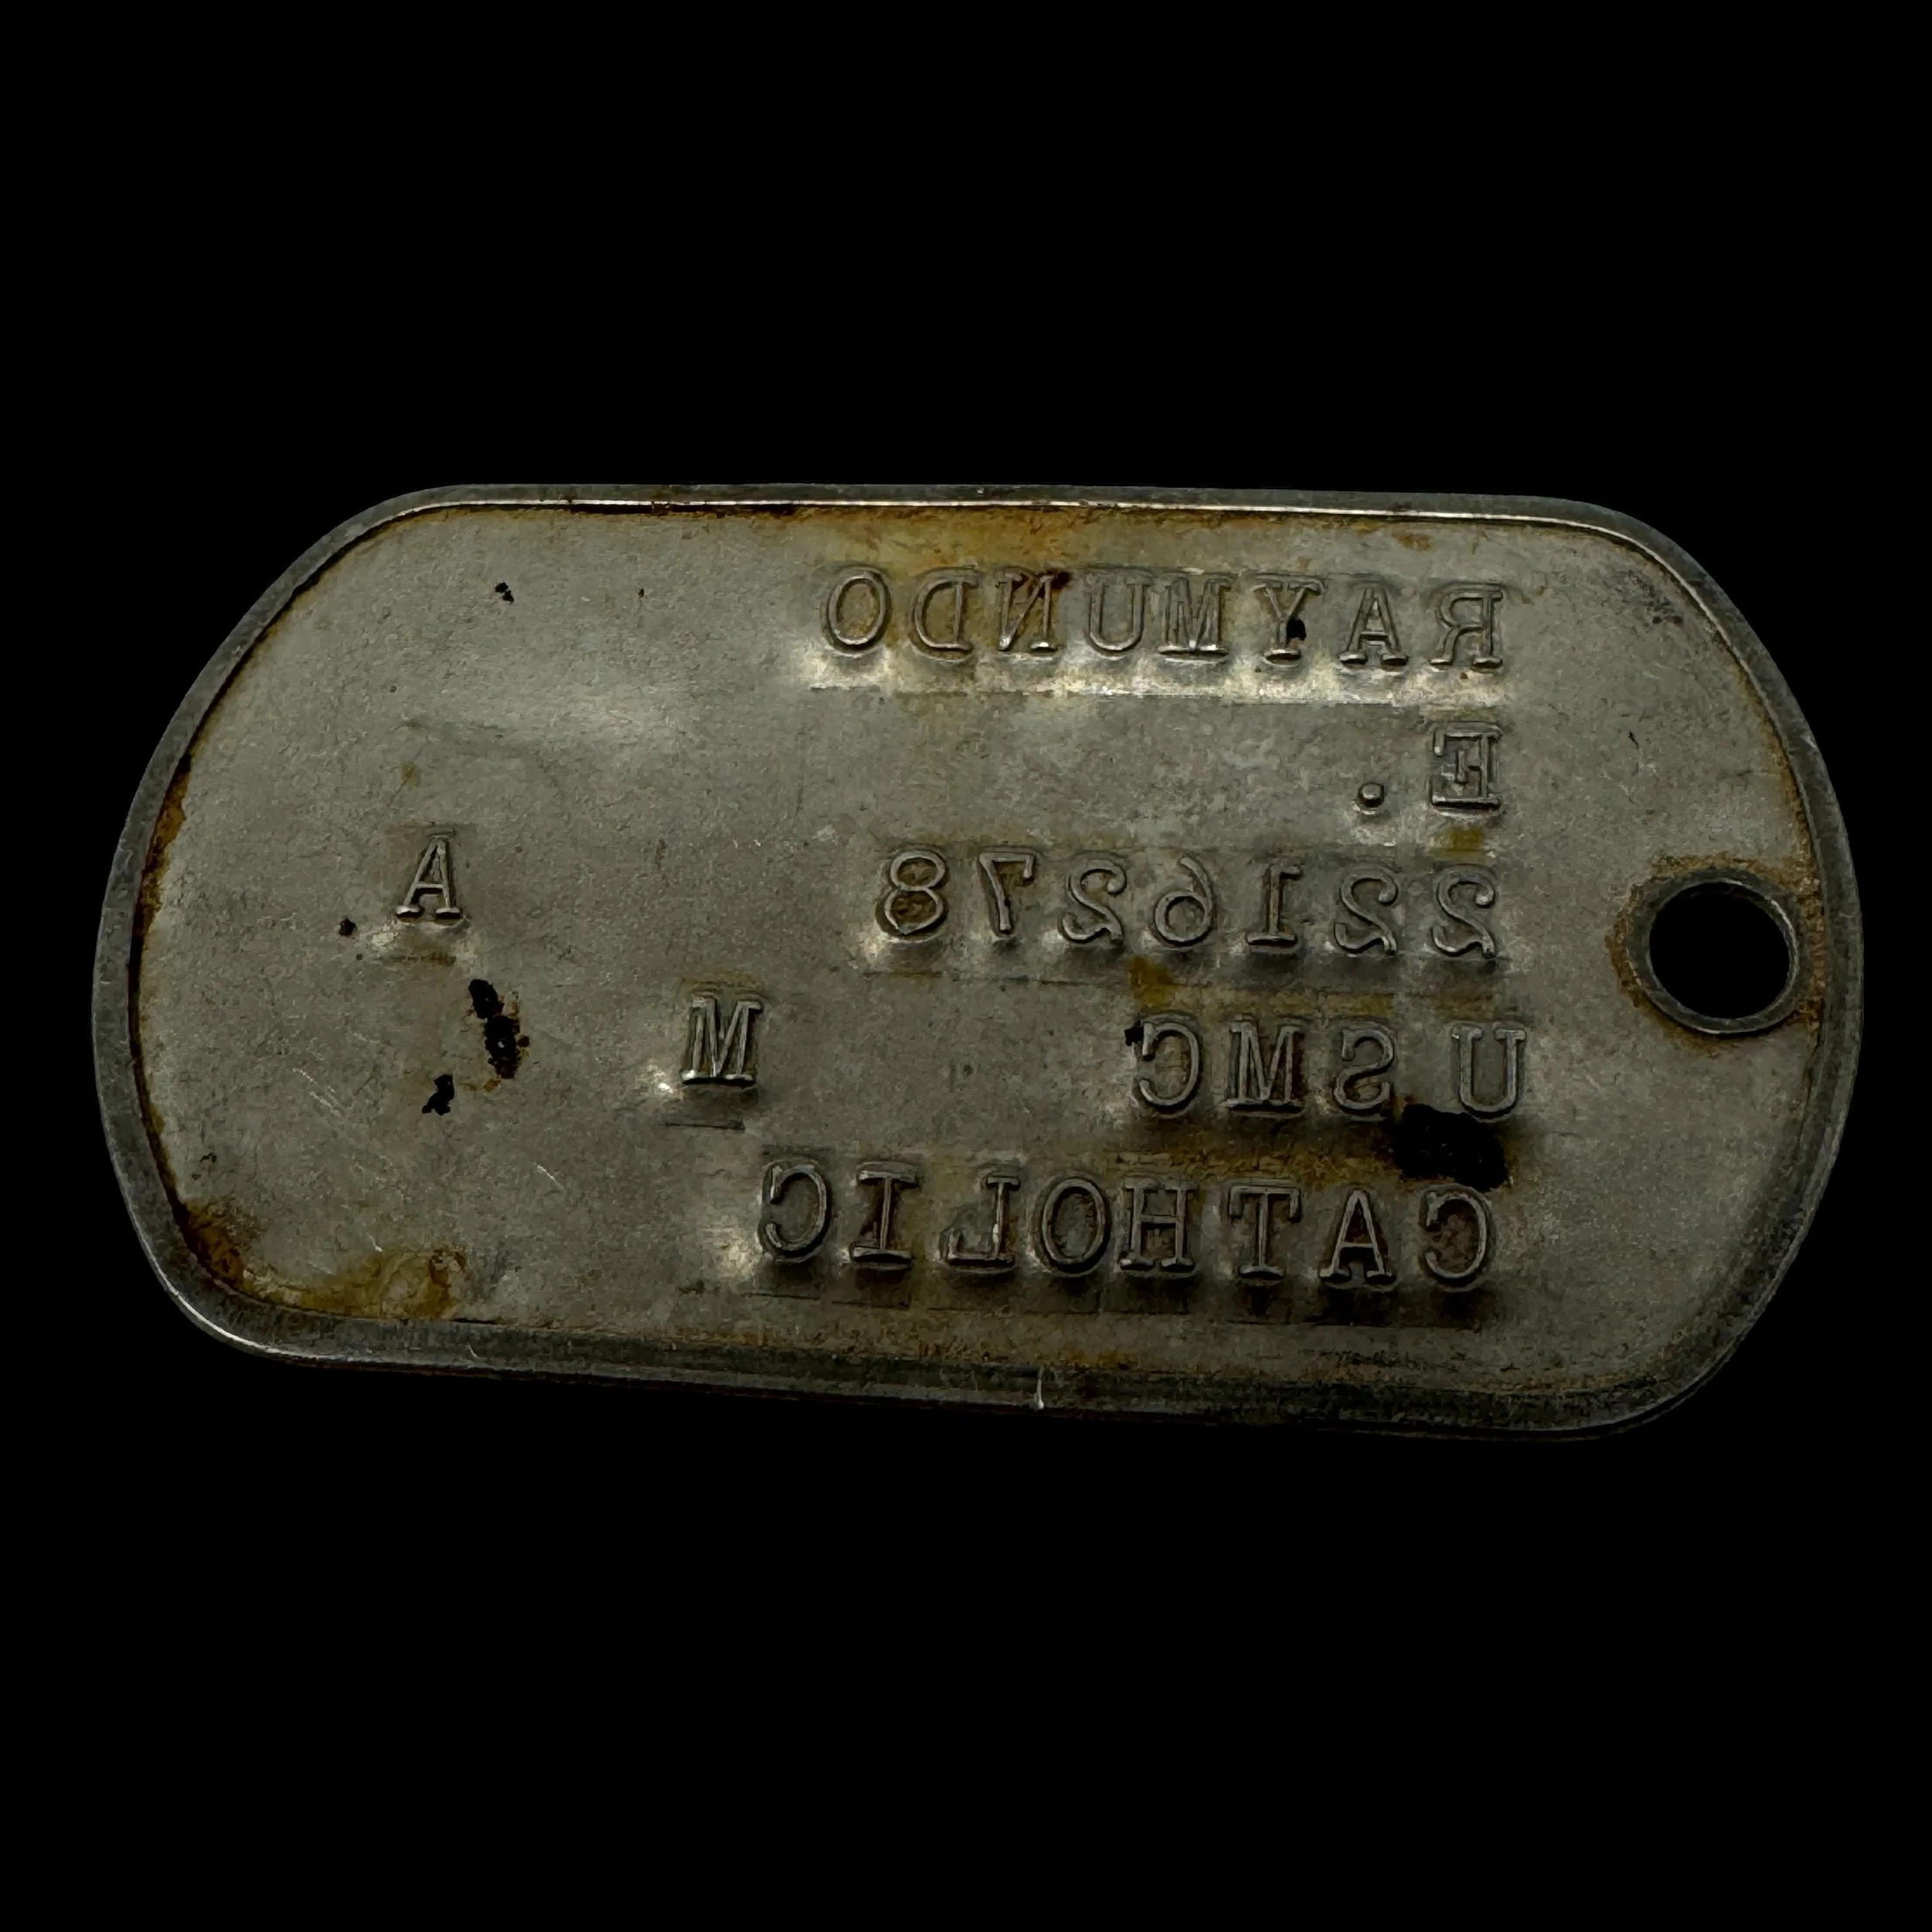 RAYMUNDO
E.
2216278 A
USMC M
CATHOLIC